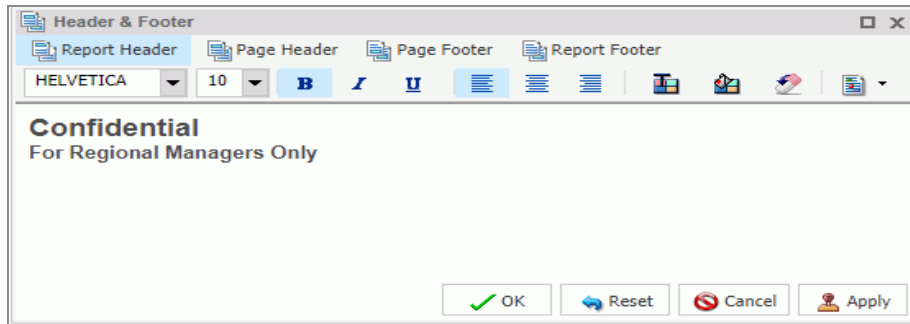 Header & Footer
Report Header Page Header Page Footer Report Footer
HELVETICA 10 B I U
Confidential
For Regional Managers Only
OK Reset Cancel Apply